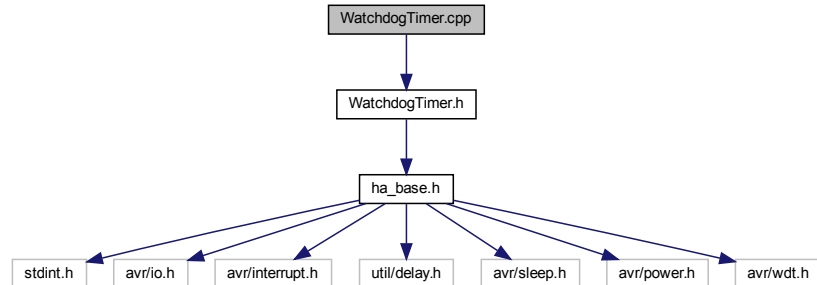 WatchdogTimer.cpp
WatchdogTimer.h
ha_base.h
stdint.h
avr/io.h
avr/interrupt.h
util/delay.h
avr/sleep.h
avr/power.h
avr/wdt.h